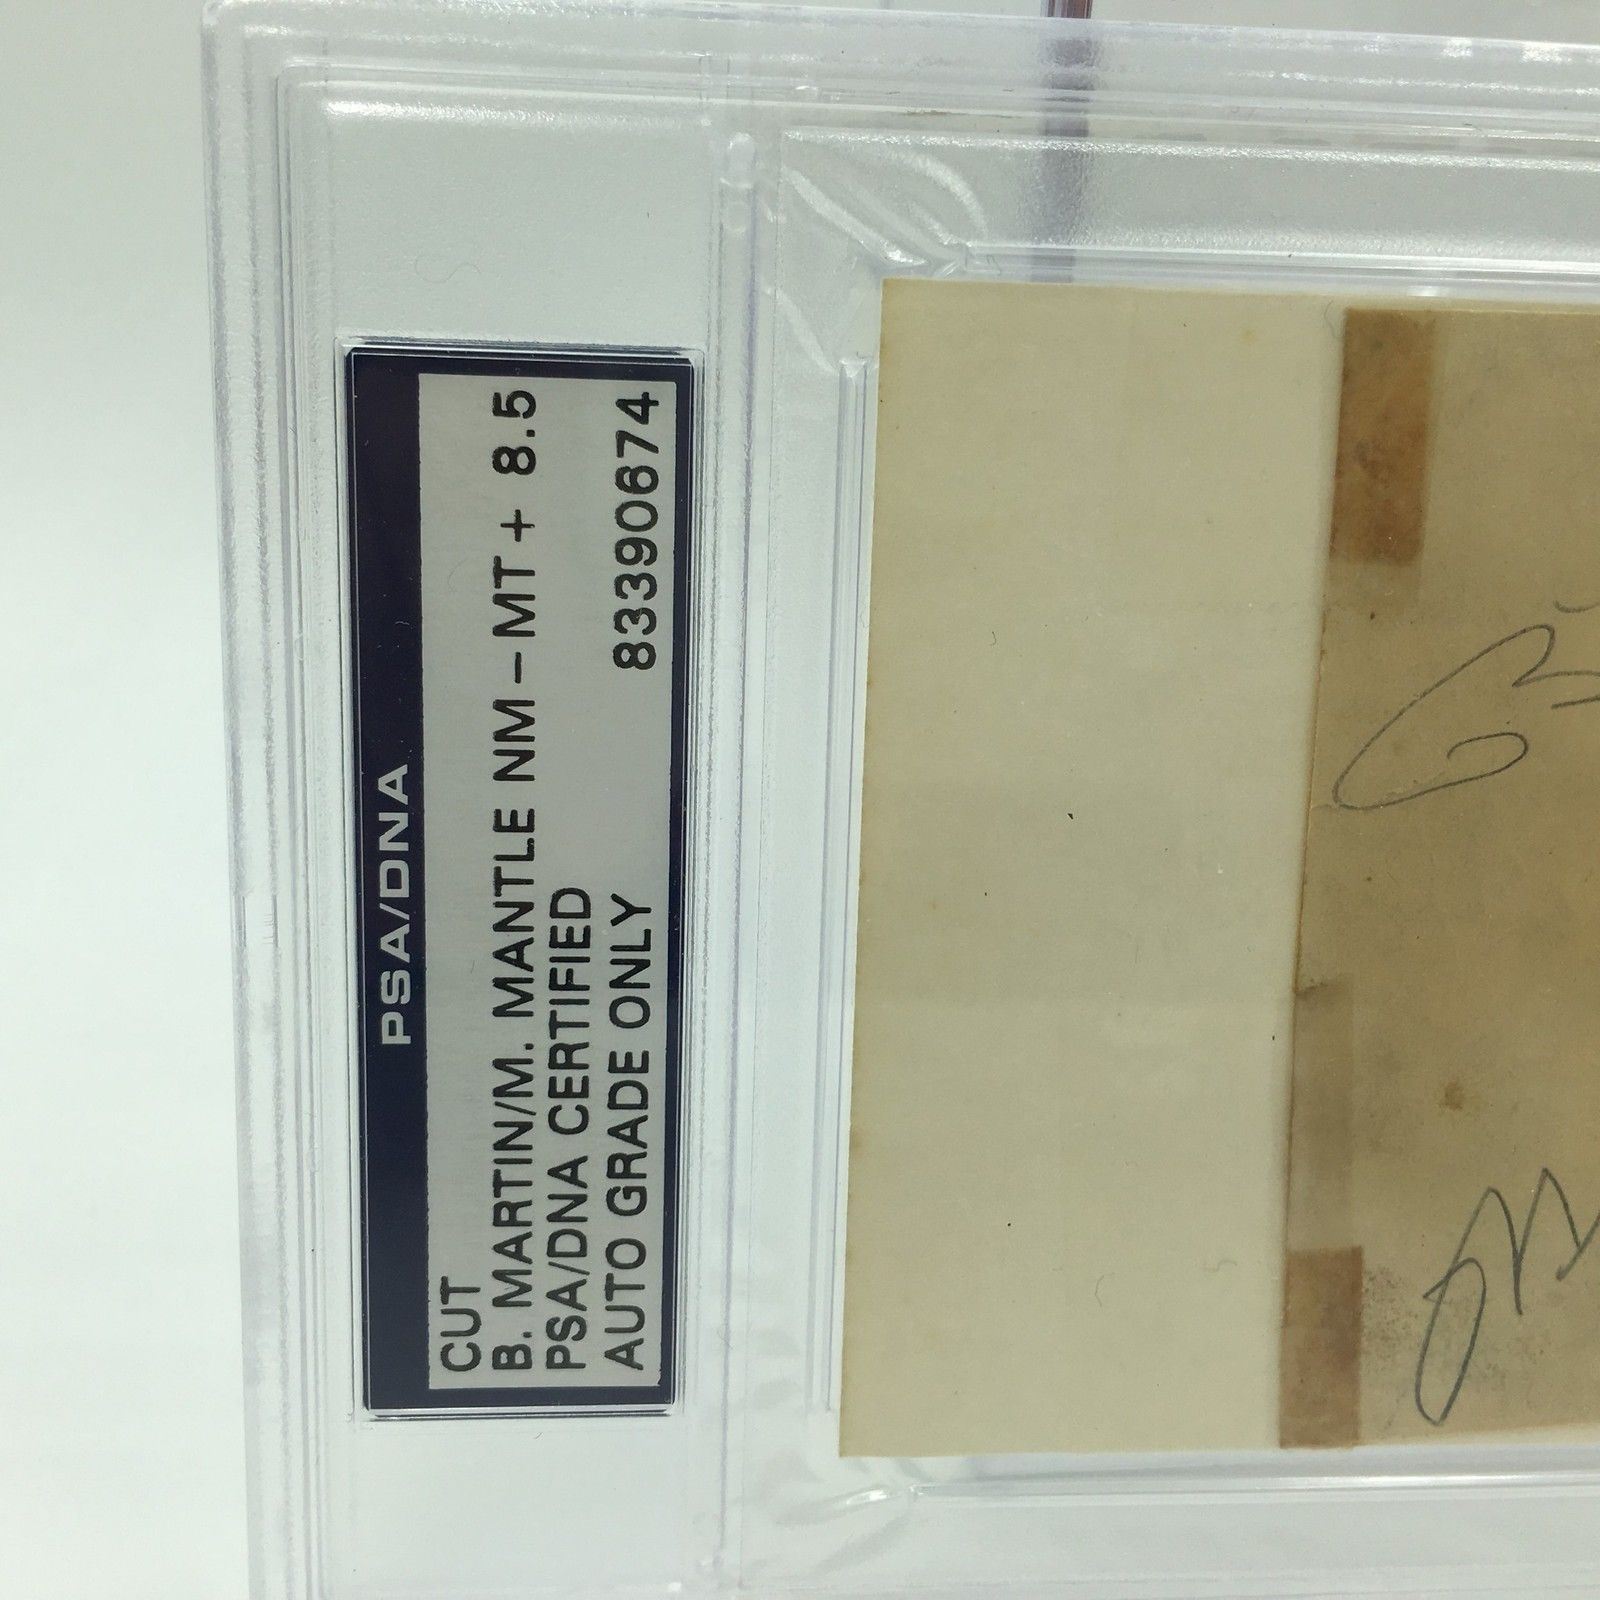 PSA/DNA
CUT
B. MARTIN/M. MANTLE NM-MT+ 8.5
PSA/DNA CERTIFIED
AUTO GRADE ONLY 83390674